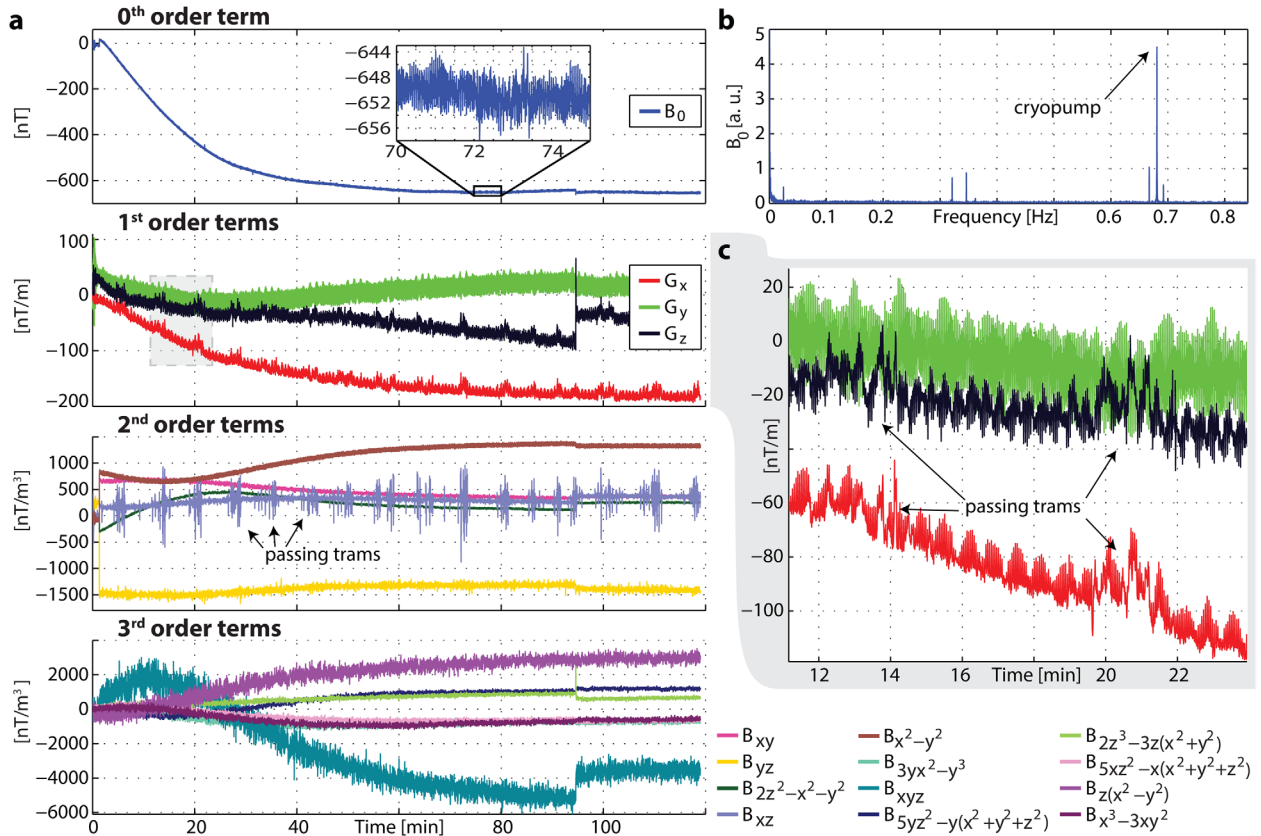 a
0th order term
0
−200
−400
−600
[nT]
−644
−648
−652
−656
70 72 74
B0
1st order terms
100
0
−100
−200
[nT/m]
Gx
Gy
Gz
2nd order terms
1000
500
0
−500
−1000
−1500
[nT/m³]
passing trams
3rd order terms
2000
0
−2000
−4000
−6000
[nT/m³]
0 20 40 Time [min] 80 100
b
5
4
3
2
1
0
B0 [a. u.]
cryopump
0 0.1 0.2 Frequency [Hz] 0.6 0.7 0.8
c
20
0
−20
−40
−60
−80
−100
[nT/m]
passing trams
12 14 16 Time [min] 20 22
Bxy
Byz
B2z²−x²−y²
Bxz
Bx²−y²
B3yx²−y³
Bxyz
B5yz²−y(x²+y²+z²)
B2z³−3z(x²+y²)
B5xz²−x(x²+y²+z²)
Bz(x²−y²)
Bx³−3xy²